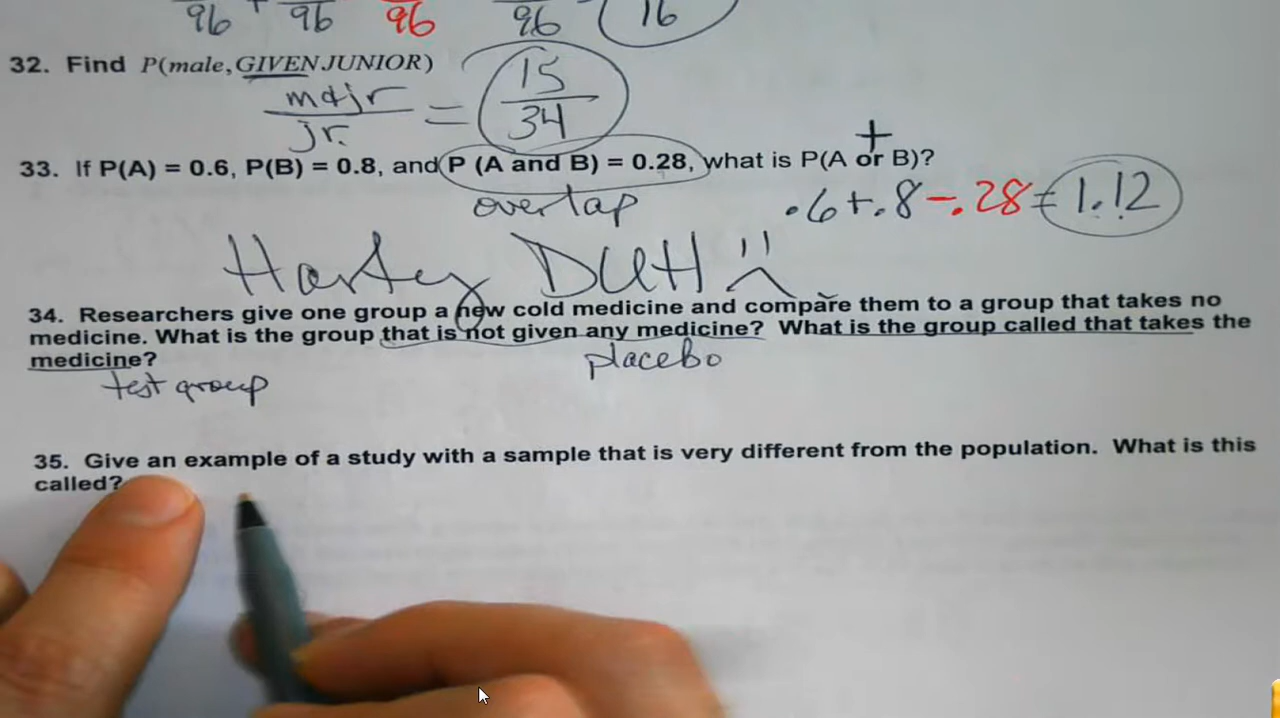 96 + 96 96 96 16
32. Find P(male, GIVEN JUNIOR)
m & jr = 15
jr. 34
+
33. If P(A) = 0.6, P(B) = 0.8, and P (A and B) = 0.28, what is P(A or B)?
overlap .6+.8-.28=1.12
Harty DUH
34. Researchers give one group a new cold medicine and compare them to a group that takes no
medicine. What is the group that is not given any medicine? What is the group called that takes the
medicine?
placebo
test group
35. Give an example of a study with a sample that is very different from the population. What is this
called?